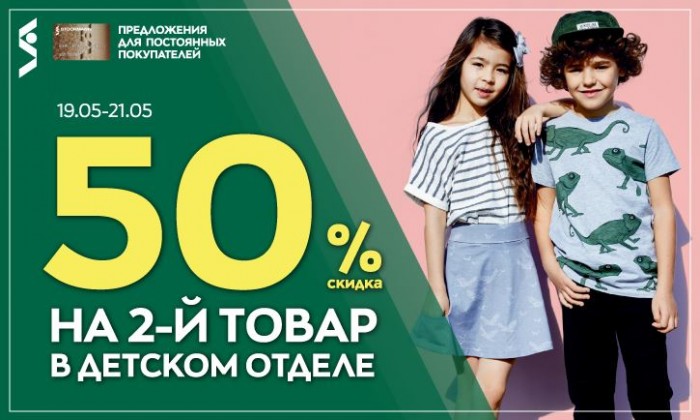 ПРЕДЛОЖЕНИЯ
ДЛЯ ПОСТОЯННЫХ
ПОКУПАТЕЛЕЙ
19.05-21.05
50%
скидка
НА 2-Й ТОВАР
В ДЕТСКОМ ОТДЕЛЕ